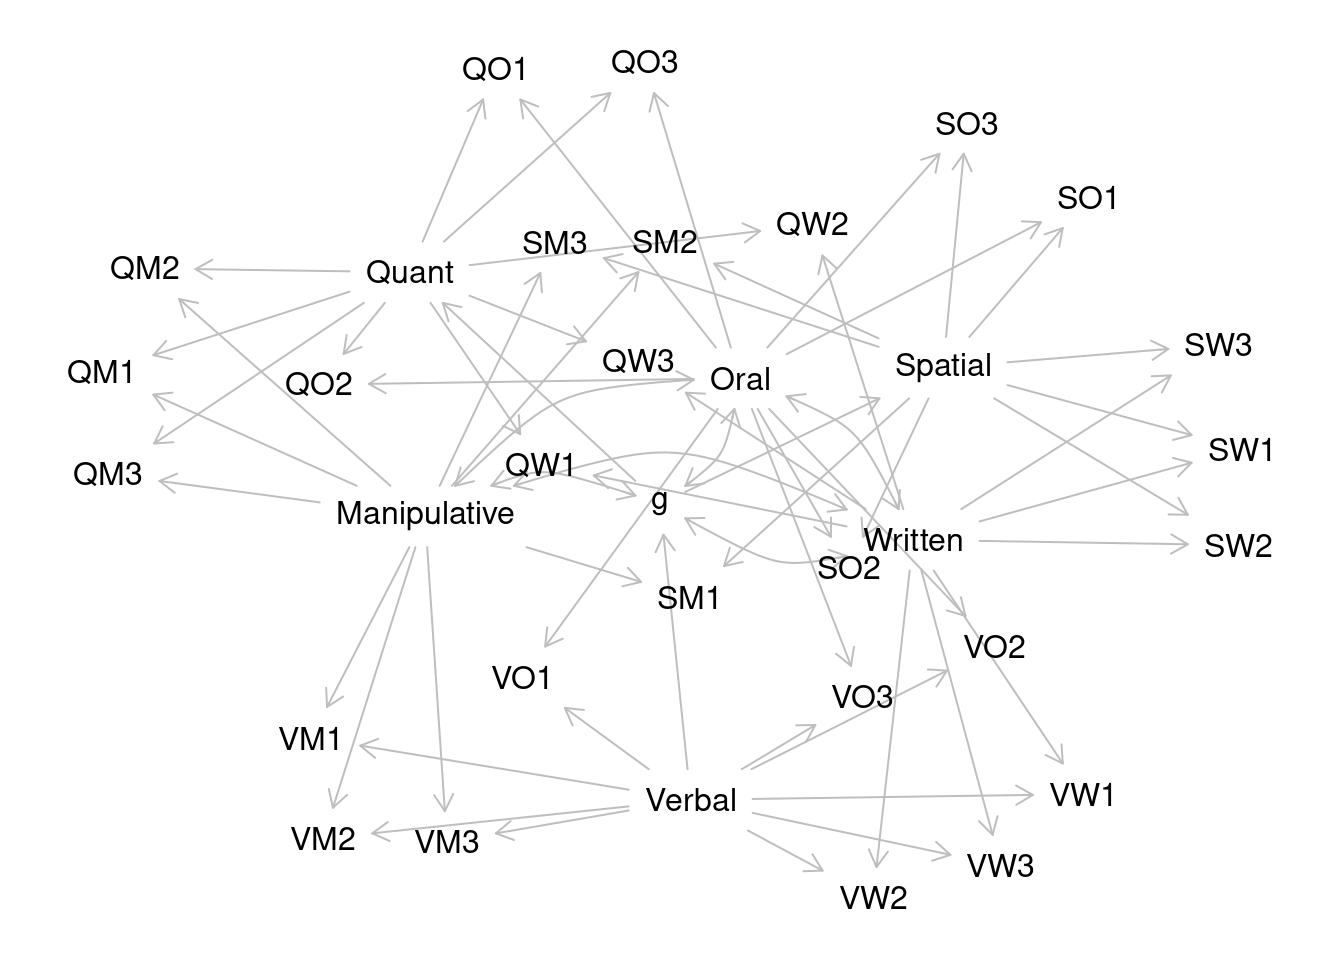 QO1
QO3
SO3
SO1
QW2
SM3
SM2
QM2
Quant
SW3
QW3
Spatial
QM1
QO2
Oral
SW1
QW1
QM3
g
Manipulative
Written
SW2
SO2
SM1
VO2
VO1
VO3
VM1
VW1
Verbal
VM2
VM3
VW3
VW2